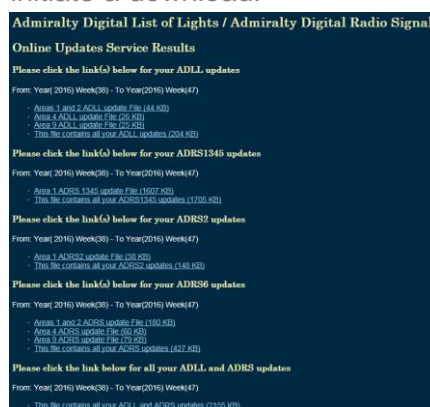 initiate a download.
Admiralty Digital List of Lights / Admiralty Digital Radio Signal
Online Updates Service Results
Please click the link(s) below for your ADLL updates
From: Year( 2016) Week(38) - To Year(2016) Week(47)
Areas 1 and 2 ADLL update File (44 KB)
Area 4 ADLL update File (26 KB)
Area 9 ADLL update File (25 KB)
This file contains all your ADLL updates (204 KB)
Please click the link(s) below for your ADRS1345 updates
From: Year( 2016) Week(38) - To Year(2016) Week(47)
Area 1 ADRS 1345 update File (1607 KB)
This file contains all your ADRS1345 updates (1705 KB)
Please click the link(s) below for your ADRS2 updates
From: Year( 2016) Week(38) - To Year(2016) Week(47)
Area 1 ADRS2 update File (38 KB)
This file contains all your ADRS2 updates (148 KB)
Please click the link(s) below for your ADRS6 updates
From: Year( 2016) Week(38) - To Year(2016) Week(47)
Areas 1 and 2 ADRS update File (180 KB)
Area 4 ADRS update File (60 KB)
Area 9 ADRS update File (79 KB)
This file contains all your ADRS updates (427 KB)
Please click the link below for all your ADLL and ADRS updates
From: Year( 2016) Week(38) - To Year(2016) Week(47)
This file contains all your ADLL and ADRS updates (2155 KB)